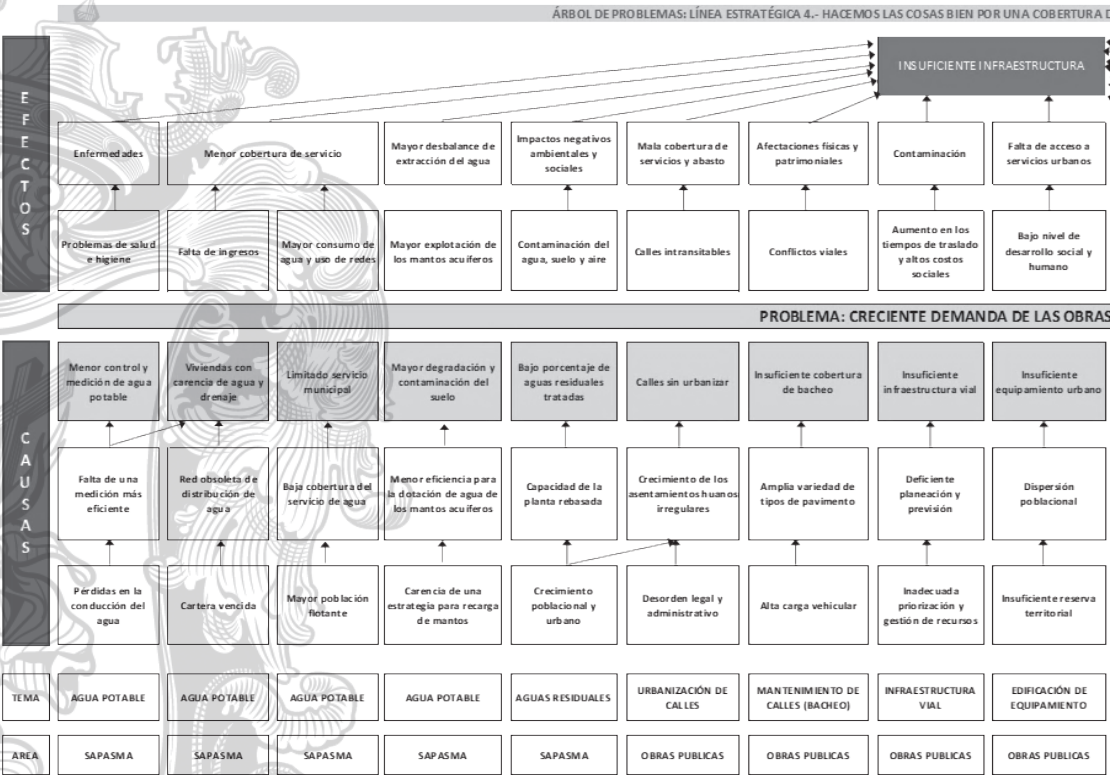 ÁRBOL DE PROBLEMAS: LÍNEA ESTRATÉGICA 4.- HACEMOS LAS COSAS BIEN POR UNA COBERTURA D
EFECTOS
INSUFICIENTE INFRAESTRUCTURA
Enfermedades
Menor cobertura de servicio
Mayor desbalance de
extracción del agua
Impactos negativos
ambientales y
sociales
Mala cobertura de
servicios y abasto
Afectaciones físicas y
patrimoniales
Contaminación
Falta de acceso a
servicios urbanos
Problemas de salud
e higiene
Falta de ingresos
Mayor consumo de
agua y uso de redes
Mayor explotación de
los mantos acuíferos
Contaminación del
agua, suelo y aire
Calles intransitables
Conflictos viales
Aumento en los
tiempos de traslado
y altos costos
sociales
Bajo nivel de
desarrollo social y
humano
PROBLEMA: CRECIENTE DEMANDA DE LAS OBRAS
CAUSAS
Menor control y
medición de agua
potable
Viviendas con
carencia de agua y
drenaje
Limitado servicio
municipal
Mayor degradación y
contaminación del
suelo
Bajo porcentaje de
aguas residuales
tratadas
Calles sin urbanizar
Insuficiente cobertura
de bacheo
Insuficiente
infraestructura vial
Insuficiente
equipamiento urbano
Falta de una
medición más
eficiente
Red obsoleta de
distribución de
agua
Baja cobertura del
servicio de agua
Menor eficiencia para
la dotación de agua de
los mantos acuíferos
Capacidad de la
planta rebasada
Crecimiento de los
asentamientos huanos
irregulares
Amplia variedad de
tipos de pavimento
Deficiente
planeación y
previsión
Dispersión
poblacional
Pérdidas en la
conducción del
agua
Cartera vencida
Mayor población
flotante
Carencia de una
estrategia para recarga
de mantos
Crecimiento
poblacional y
urbano
Desorden legal y
administrativo
Alta carga vehicular
Inadecuada
priorización y
gestión de recursos
Insuficiente reserva
territorial
TEMA
AGUA POTABLE
AGUA POTABLE
AGUA POTABLE
AGUA POTABLE
AGUAS RESIDUALES
URBANIZACIÓN DE
CALLES
MANTENIMIENTO DE
CALLES (BACHEO)
INFRAESTRUCTURA
VIAL
EDIFICACIÓN DE
EQUIPAMIENTO
AREA
SAPASMA
SAPASMA
SAPASMA
SAPASMA
SAPASMA
OBRAS PUBLICAS
OBRAS PUBLICAS
OBRAS PUBLICAS
OBRAS PUBLICAS